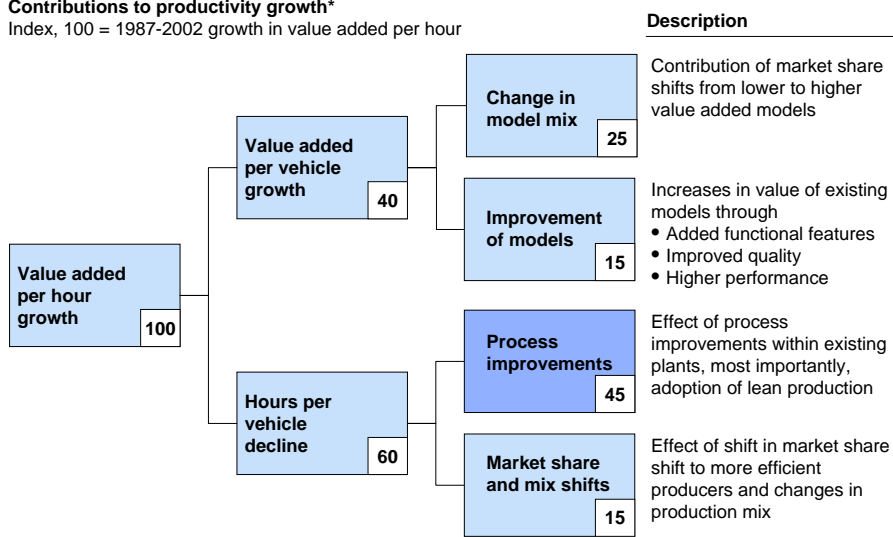 Contributions to productivity growth*
Index, 100 = 1987-2002 growth in value added per hour
Description
Value added
per hour
growth
100
Value added
per vehicle
growth
40
Hours per
vehicle
decline
60
Change in
model mix
25
Contribution of market share
shifts from lower to higher
value added models
Improvement
of models
15
Increases in value of existing
models through
• Added functional features
• Improved quality
• Higher performance
Process
improvements
45
Effect of process
improvements within existing
plants, most importantly,
adoption of lean production
Market share
and mix shifts
15
Effect of shift in market share
shift to more efficient
producers and changes in
production mix